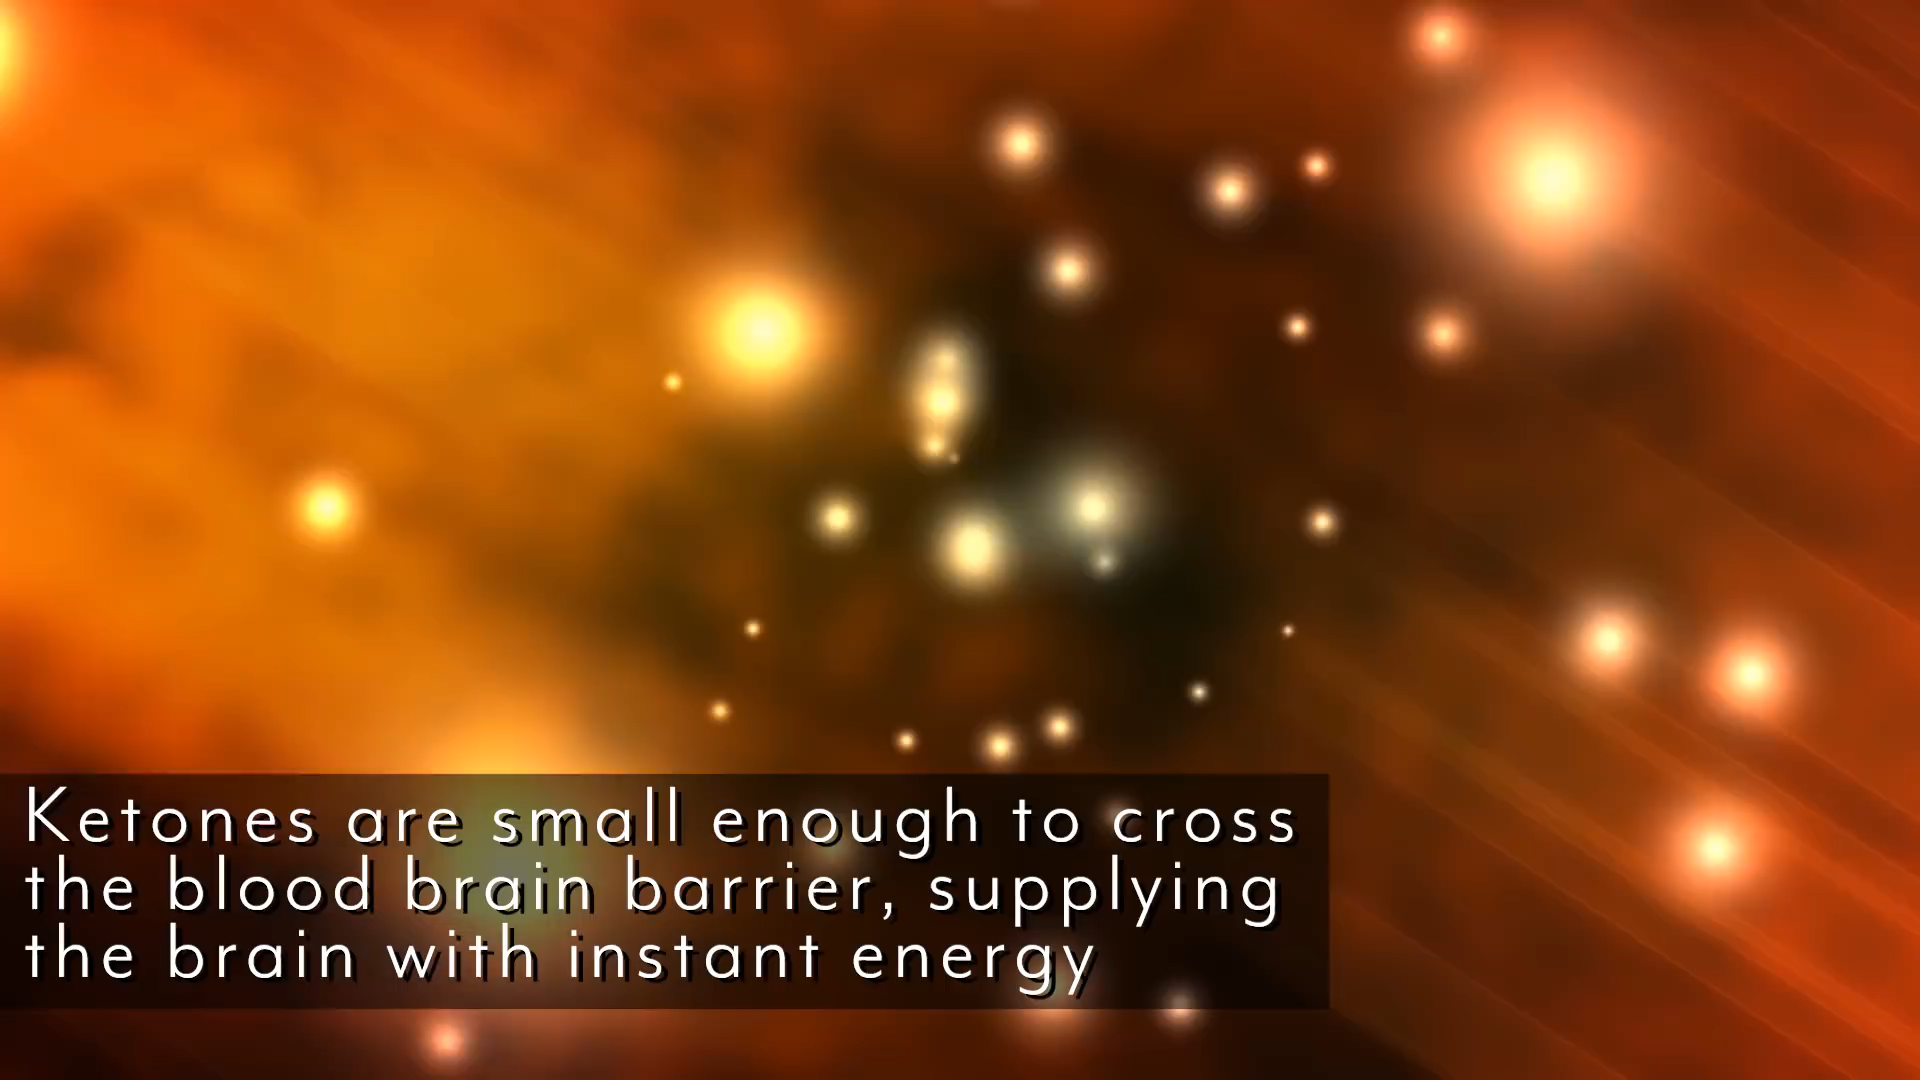 Ketones are small enough to cross
the blood brain barrier, supplying
the brain with instant energy